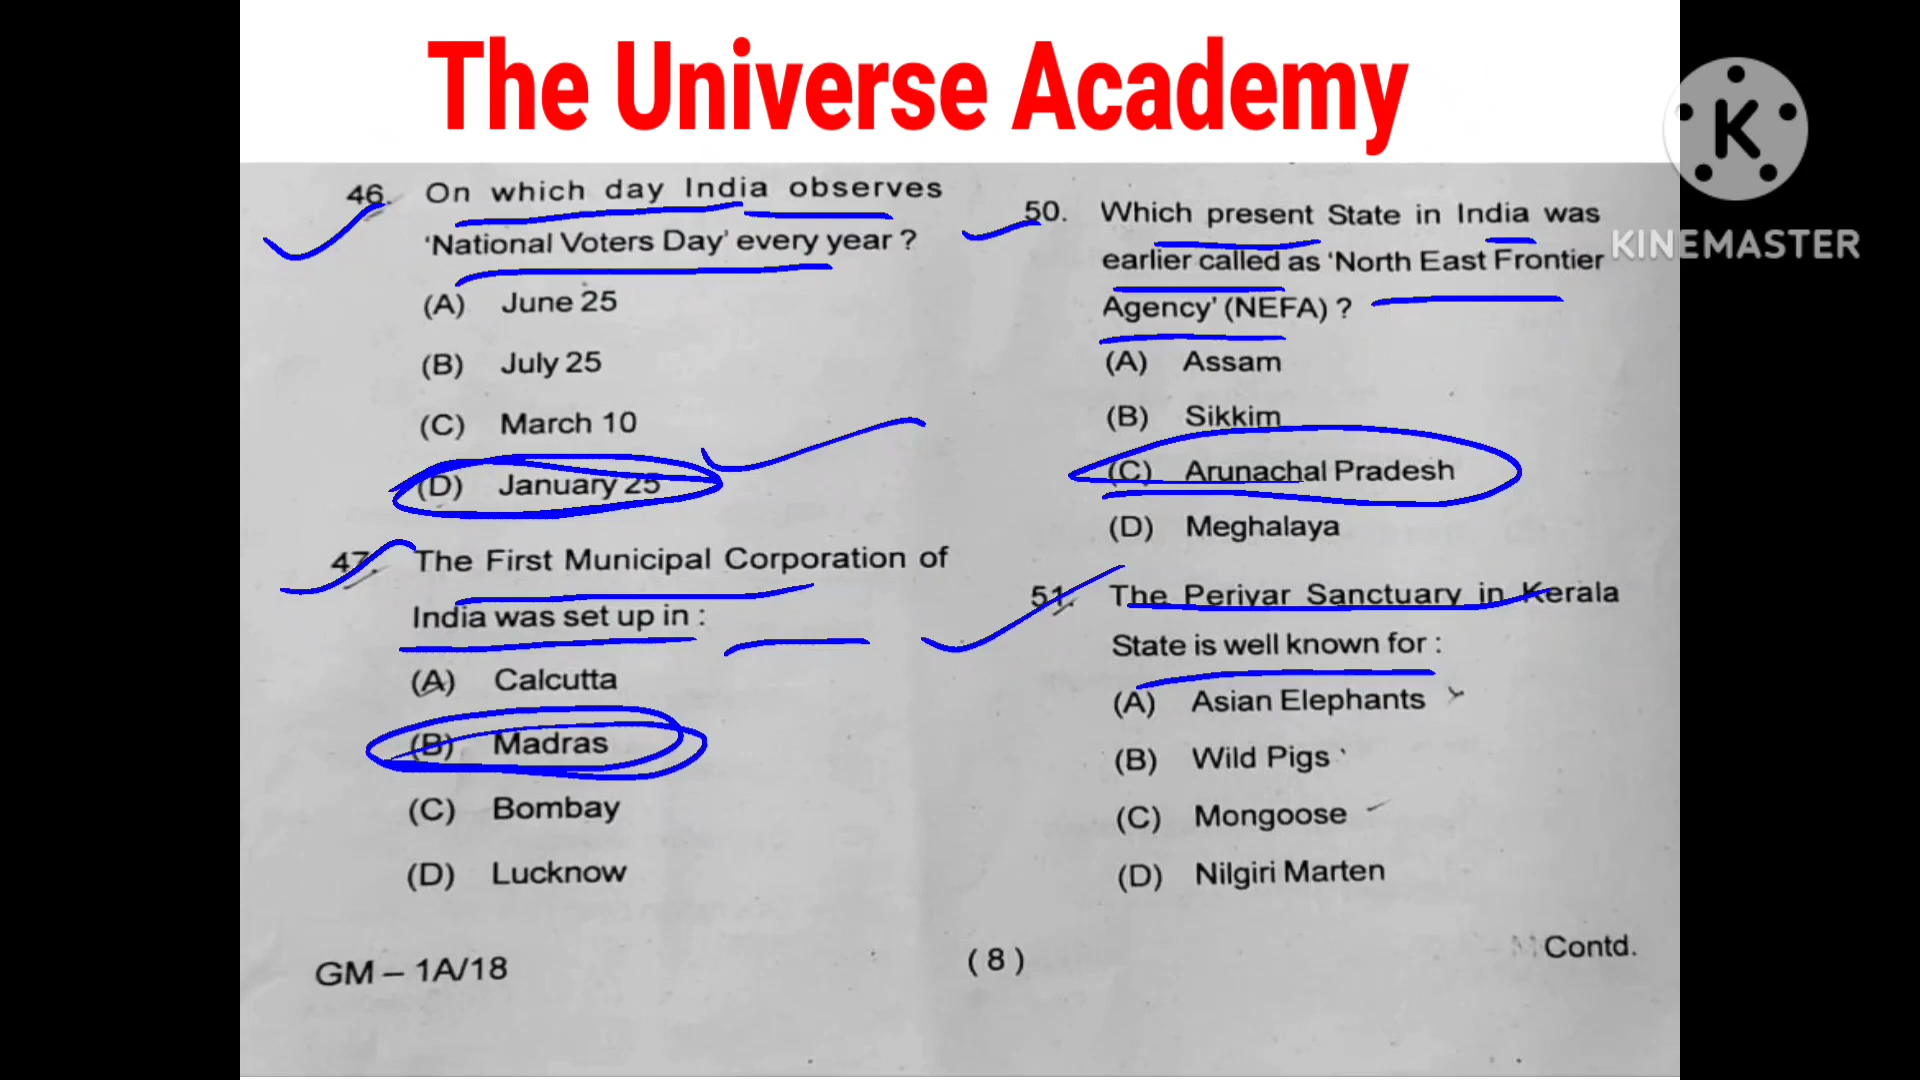 The Universe Academy
KINEMASTER
46. On which day India observes
'National Voters Day' every year ?
(A) June 25
(B) July 25
(C) March 10
(D) January 25
47. The First Municipal Corporation of
India was set up in :
(A) Calcutta
(B) Madras
(C) Bombay
(D) Lucknow
50. Which present State in India was
earlier called as 'North East Frontier
Agency' (NEFA) ?
(A) Assam
(B) Sikkim
(C) Arunachal Pradesh
(D) Meghalaya
51. The Perivar Sanctuary in Kerala
State is well known for :
(A) Asian Elephants
(B) Wild Pigs
(C) Mongoose
(D) Nilgiri Marten
GM – 1A/18
( 8 )
Contd.